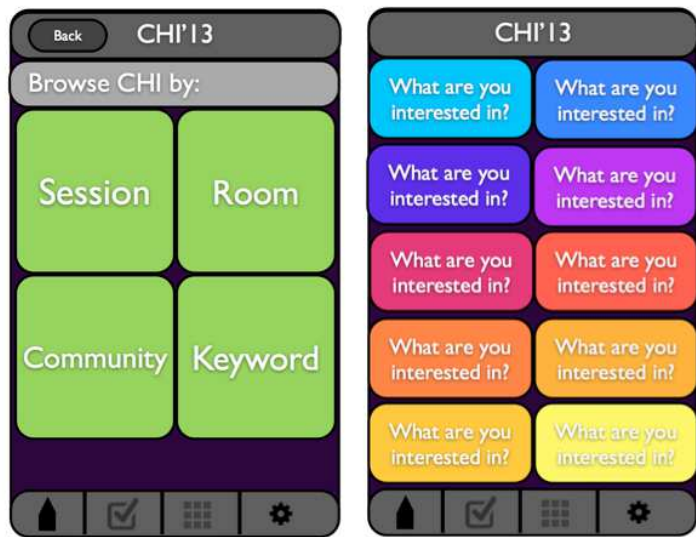 Back
CHI'13
Browse CHI by:
Session
Room
Community
Keyword
CHI'13
What are you
interested in?
What are you
interested in?
What are you
interested in?
What are you
interested in?
What are you
interested in?
What are you
interested in?
What are you
interested in?
What are you
interested in?
What are you
interested in?
What are you
interested in?